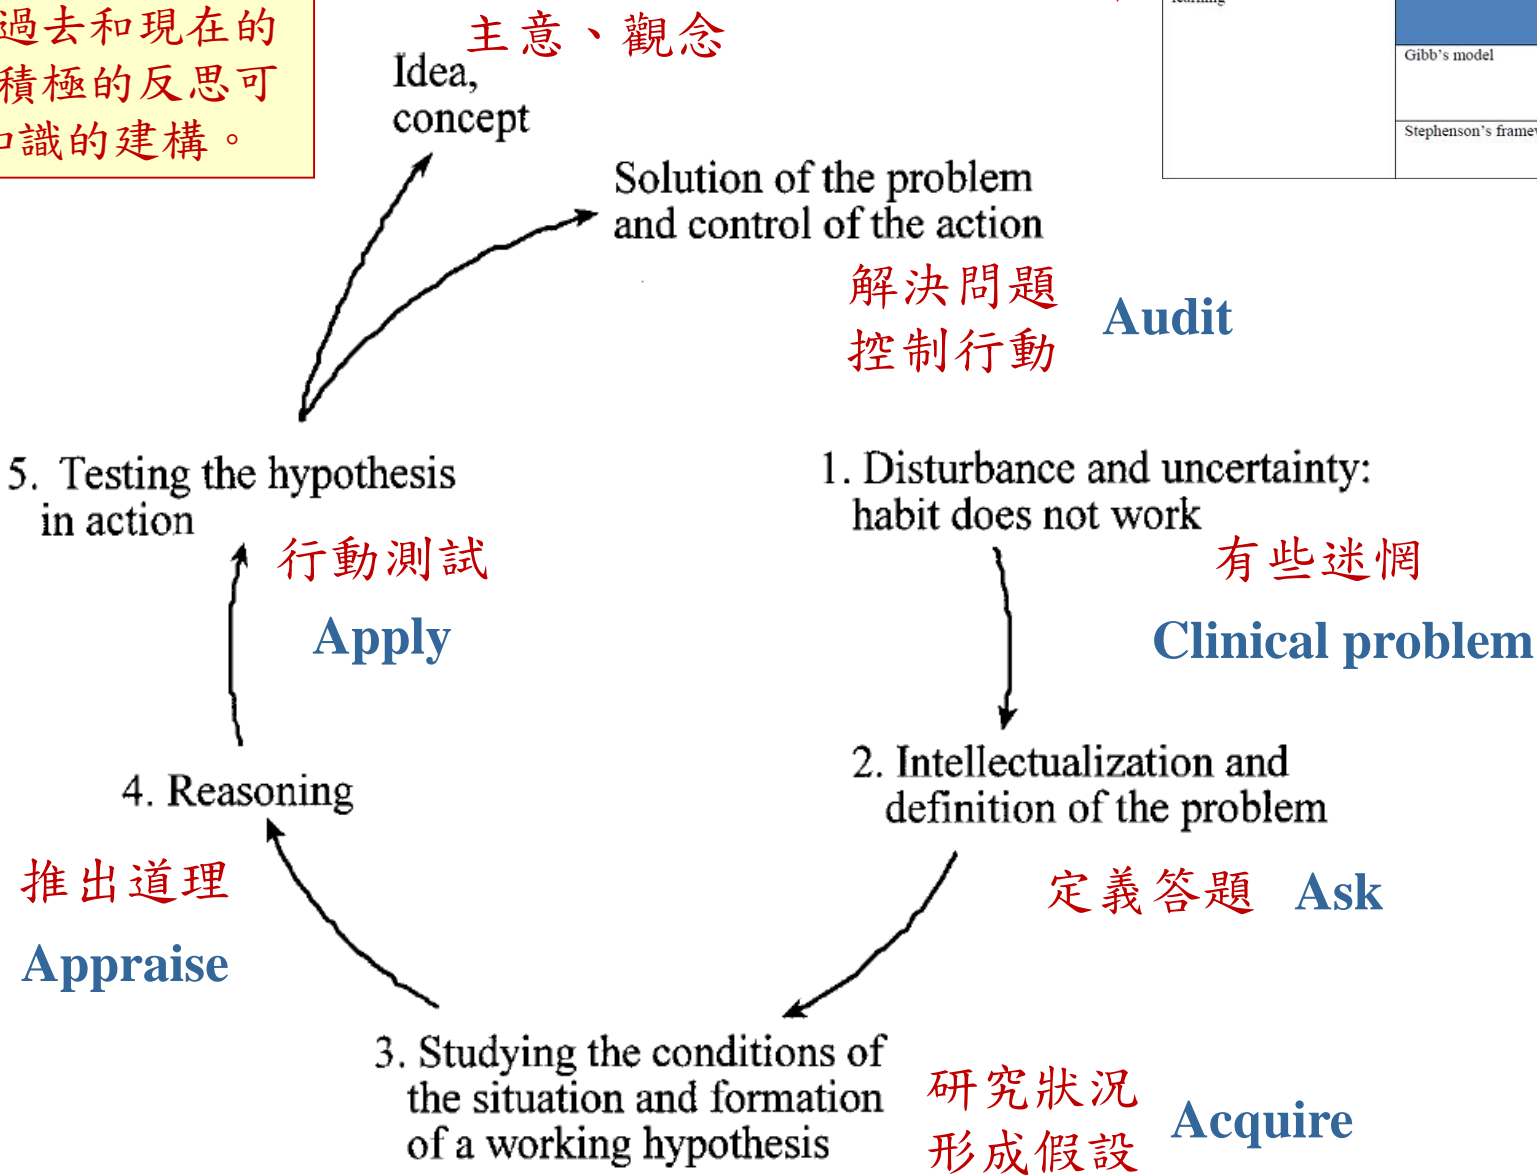 過去和現在的
積極的反思可
識的建構。
learning
Gibb's model
Stephenson's
主意、觀念
Idea,
concept
Solution of the problem
and control of the action
解決問題
控制行動
Audit
5. Testing the hypothesis
in action
行動測試
Apply
1. Disturbance and uncertainty:
habit does not work
有些迷惘
Clinical problem
4. Reasoning
推出道理
Appraise
2. Intellectualization and
definition of the problem
定義答題 Ask
3. Studying the conditions of
the situation and formation
of a working hypothesis
研究狀況
形成假設
Acquire